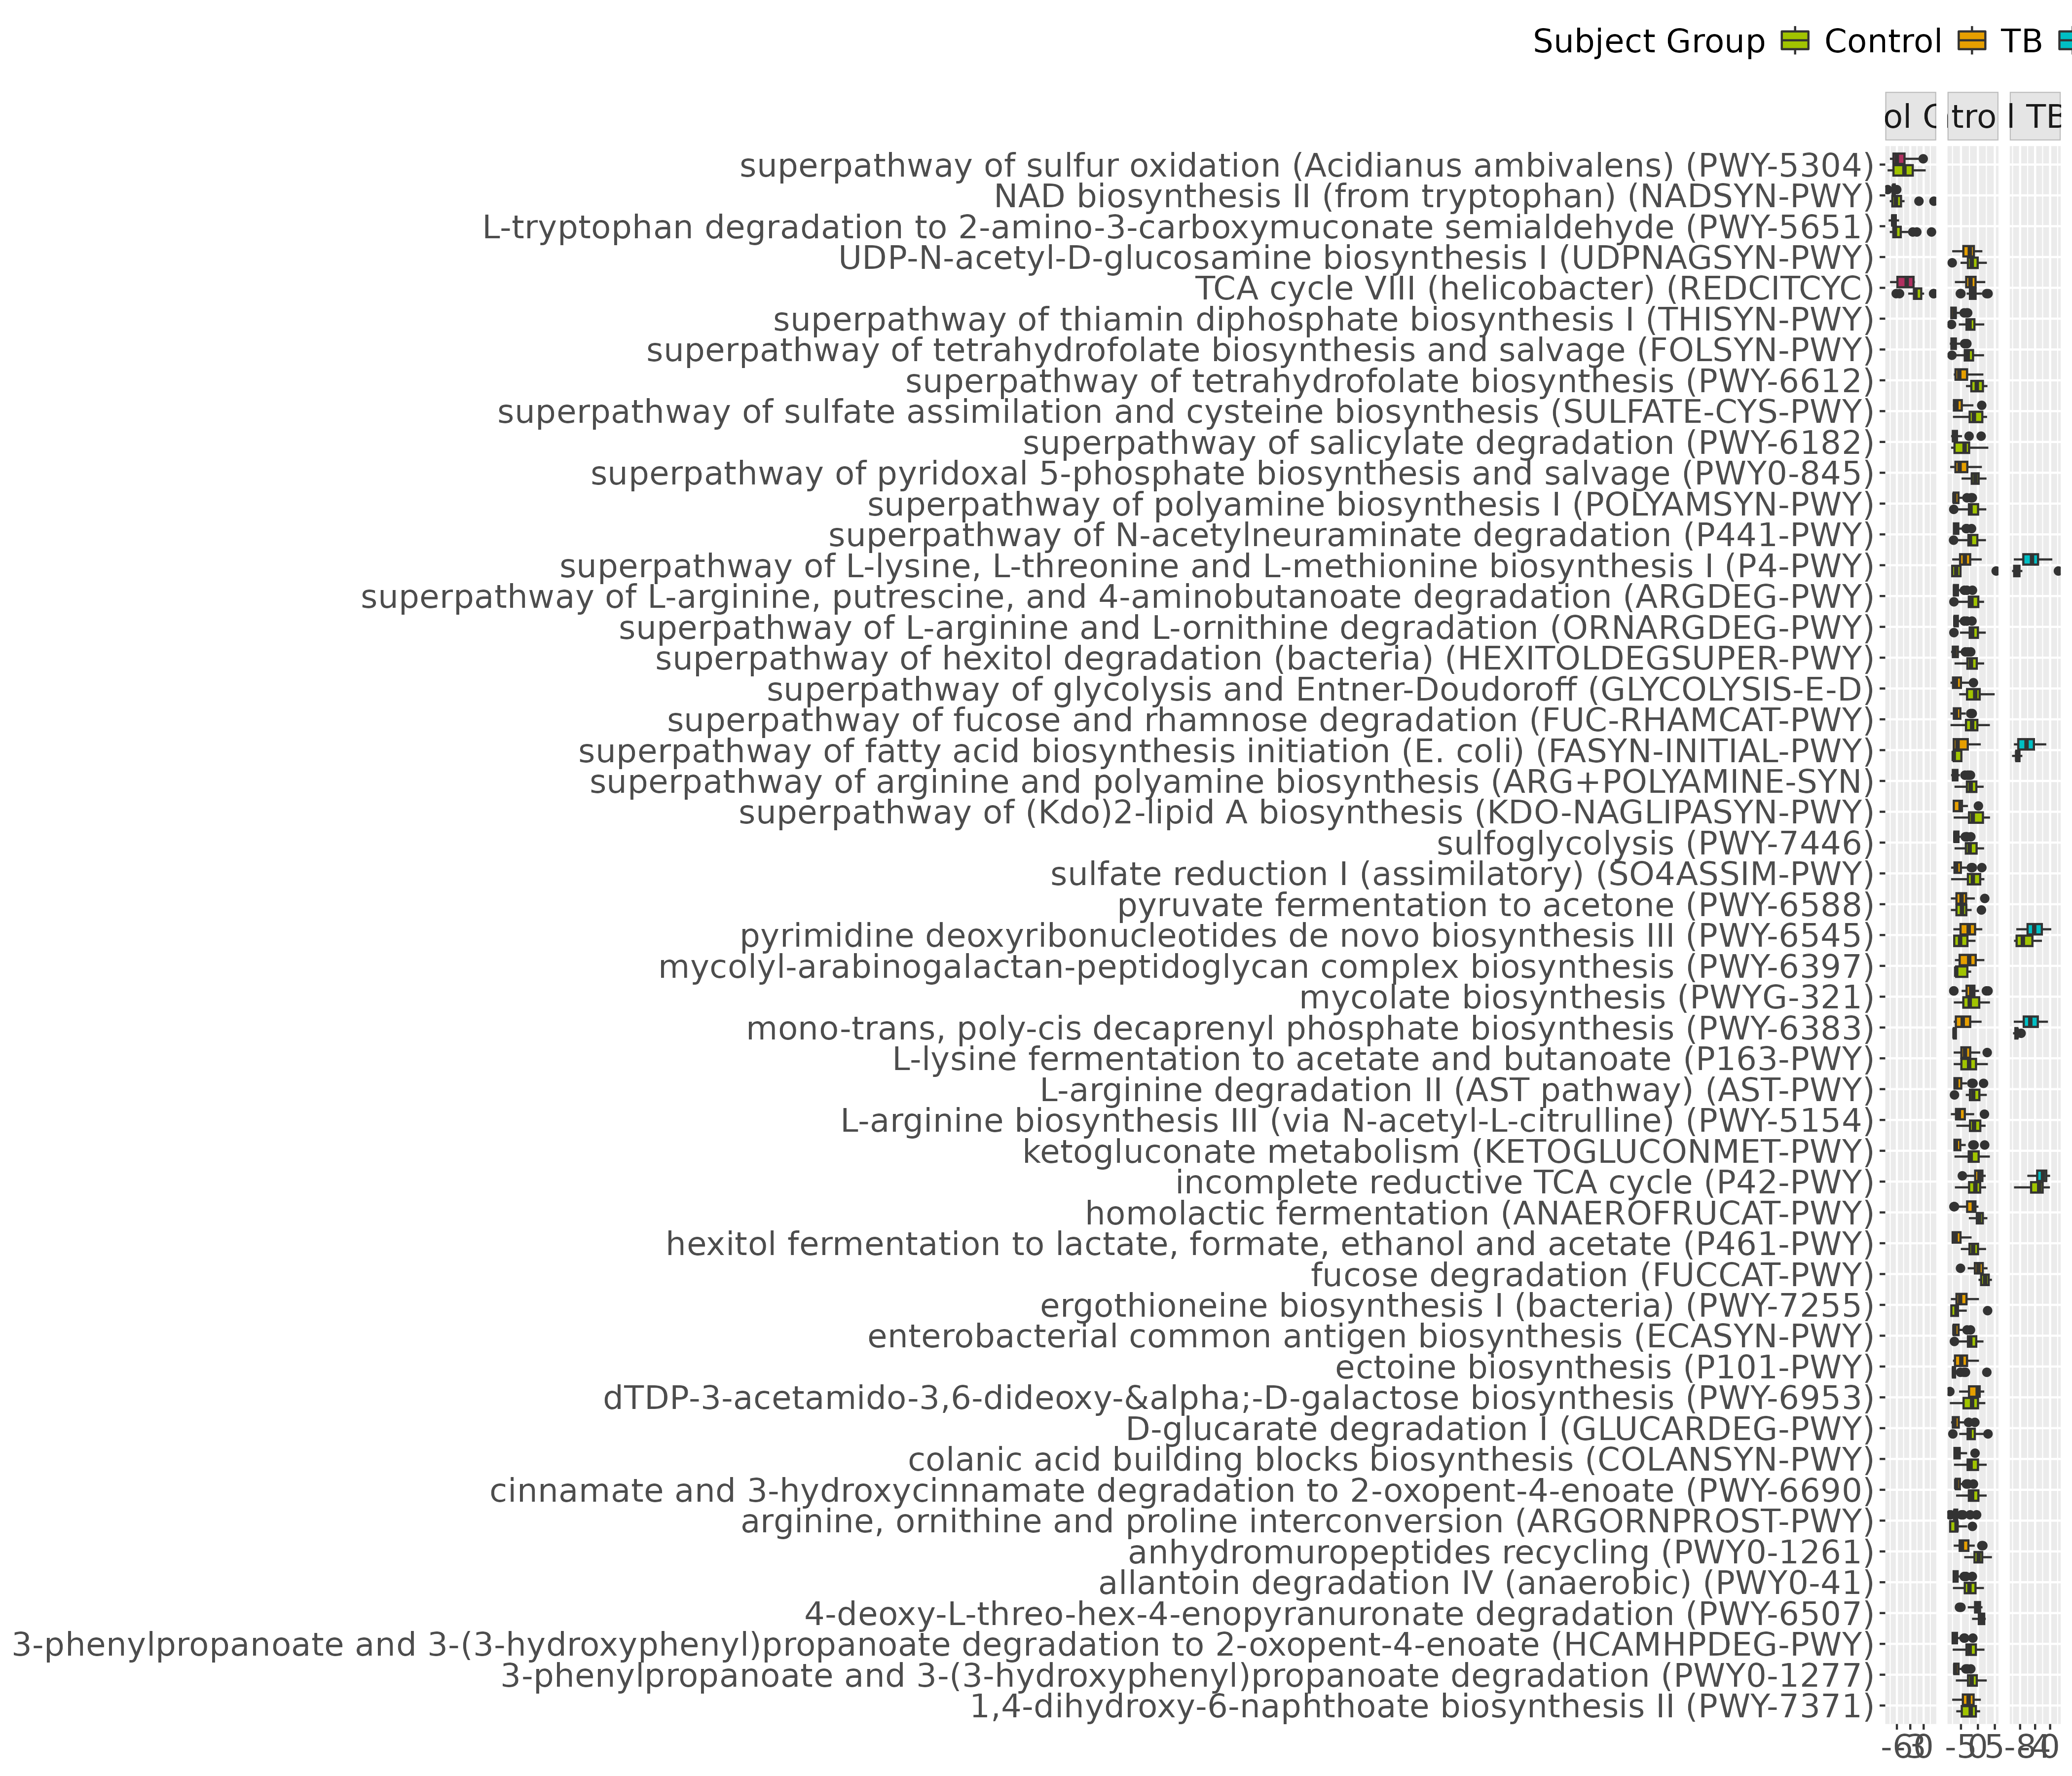 Subject Group Control TB
ol C tro l TB
superpathway of sulfur oxidation (Acidianus ambivalens) (PWY-5304)
NAD biosynthesis II (from tryptophan) (NADSYN-PWY)
L-tryptophan degradation to 2-amino-3-carboxymuconate semialdehyde (PWY-5651)
UDP-N-acetyl-D-glucosamine biosynthesis I (UDPNAGSYN-PWY)
TCA cycle VIII (helicobacter) (REDCITCYC)
superpathway of thiamin diphosphate biosynthesis I (THISYN-PWY)
superpathway of tetrahydrofolate biosynthesis and salvage (FOLSYN-PWY)
superpathway of tetrahydrofolate biosynthesis (PWY-6612)
superpathway of sulfate assimilation and cysteine biosynthesis (SULFATE-CYS-PWY)
superpathway of salicylate degradation (PWY-6182)
superpathway of pyridoxal 5-phosphate biosynthesis and salvage (PWY0-845)
superpathway of polyamine biosynthesis I (POLYAMSYN-PWY)
superpathway of N-acetylneuraminate degradation (P441-PWY)
superpathway of L-lysine, L-threonine and L-methionine biosynthesis I (P4-PWY)
superpathway of L-arginine, putrescine, and 4-aminobutanoate degradation (ARGDEG-PWY)
superpathway of L-arginine and L-ornithine degradation (ORNARGDEG-PWY)
superpathway of hexitol degradation (bacteria) (HEXITOLDEGSUPER-PWY)
superpathway of glycolysis and Entner-Doudoroff (GLYCOLYSIS-E-D)
superpathway of fucose and rhamnose degradation (FUC-RHAMCAT-PWY)
superpathway of fatty acid biosynthesis initiation (E. coli) (FASYN-INITIAL-PWY)
superpathway of arginine and polyamine biosynthesis (ARG+POLYAMINE-SYN)
superpathway of (Kdo)2-lipid A biosynthesis (KDO-NAGLIPASYN-PWY)
sulfoglycolysis (PWY-7446)
sulfate reduction I (assimilatory) (SO4ASSIM-PWY)
pyruvate fermentation to acetone (PWY-6588)
pyrimidine deoxyribonucleotides de novo biosynthesis III (PWY-6545)
mycolyl-arabinogalactan-peptidoglycan complex biosynthesis (PWY-6397)
mycolate biosynthesis (PWYG-321)
mono-trans, poly-cis decaprenyl phosphate biosynthesis (PWY-6383)
L-lysine fermentation to acetate and butanoate (P163-PWY)
L-arginine degradation II (AST pathway) (AST-PWY)
L-arginine biosynthesis III (via N-acetyl-L-citrulline) (PWY-5154)
ketogluconate metabolism (KETOGLUCONMET-PWY)
incomplete reductive TCA cycle (P42-PWY)
homolactic fermentation (ANAEROFRUCAT-PWY)
hexitol fermentation to lactate, formate, ethanol and acetate (P461-PWY)
fucose degradation (FUCCAT-PWY)
ergothioneine biosynthesis I (bacteria) (PWY-7255)
enterobacterial common antigen biosynthesis (ECASYN-PWY)
ectoine biosynthesis (P101-PWY)
dTDP-3-acetamido-3,6-dideoxy-&alpha;-D-galactose biosynthesis (PWY-6953)
D-glucarate degradation I (GLUCARDEG-PWY)
colanic acid building blocks biosynthesis (COLANSYN-PWY)
cinnamate and 3-hydroxycinnamate degradation to 2-oxopent-4-enoate (PWY-6690)
arginine, ornithine and proline interconversion (ARGORNPROST-PWY)
anhydromuropeptides recycling (PWY0-1261)
allantoin degradation IV (anaerobic) (PWY0-41)
4-deoxy-L-threo-hex-4-enopyranuronate degradation (PWY-6507)
3-phenylpropanoate and 3-(3-hydroxyphenyl)propanoate degradation to 2-oxopent-4-enoate (HCAMHPDEG-PWY)
3-phenylpropanoate and 3-(3-hydroxyphenyl)propanoate degradation (PWY0-1277)
1,4-dihydroxy-6-naphthoate biosynthesis II (PWY-7371)
-6 -3 0 -5 0 5 -8 -4 0